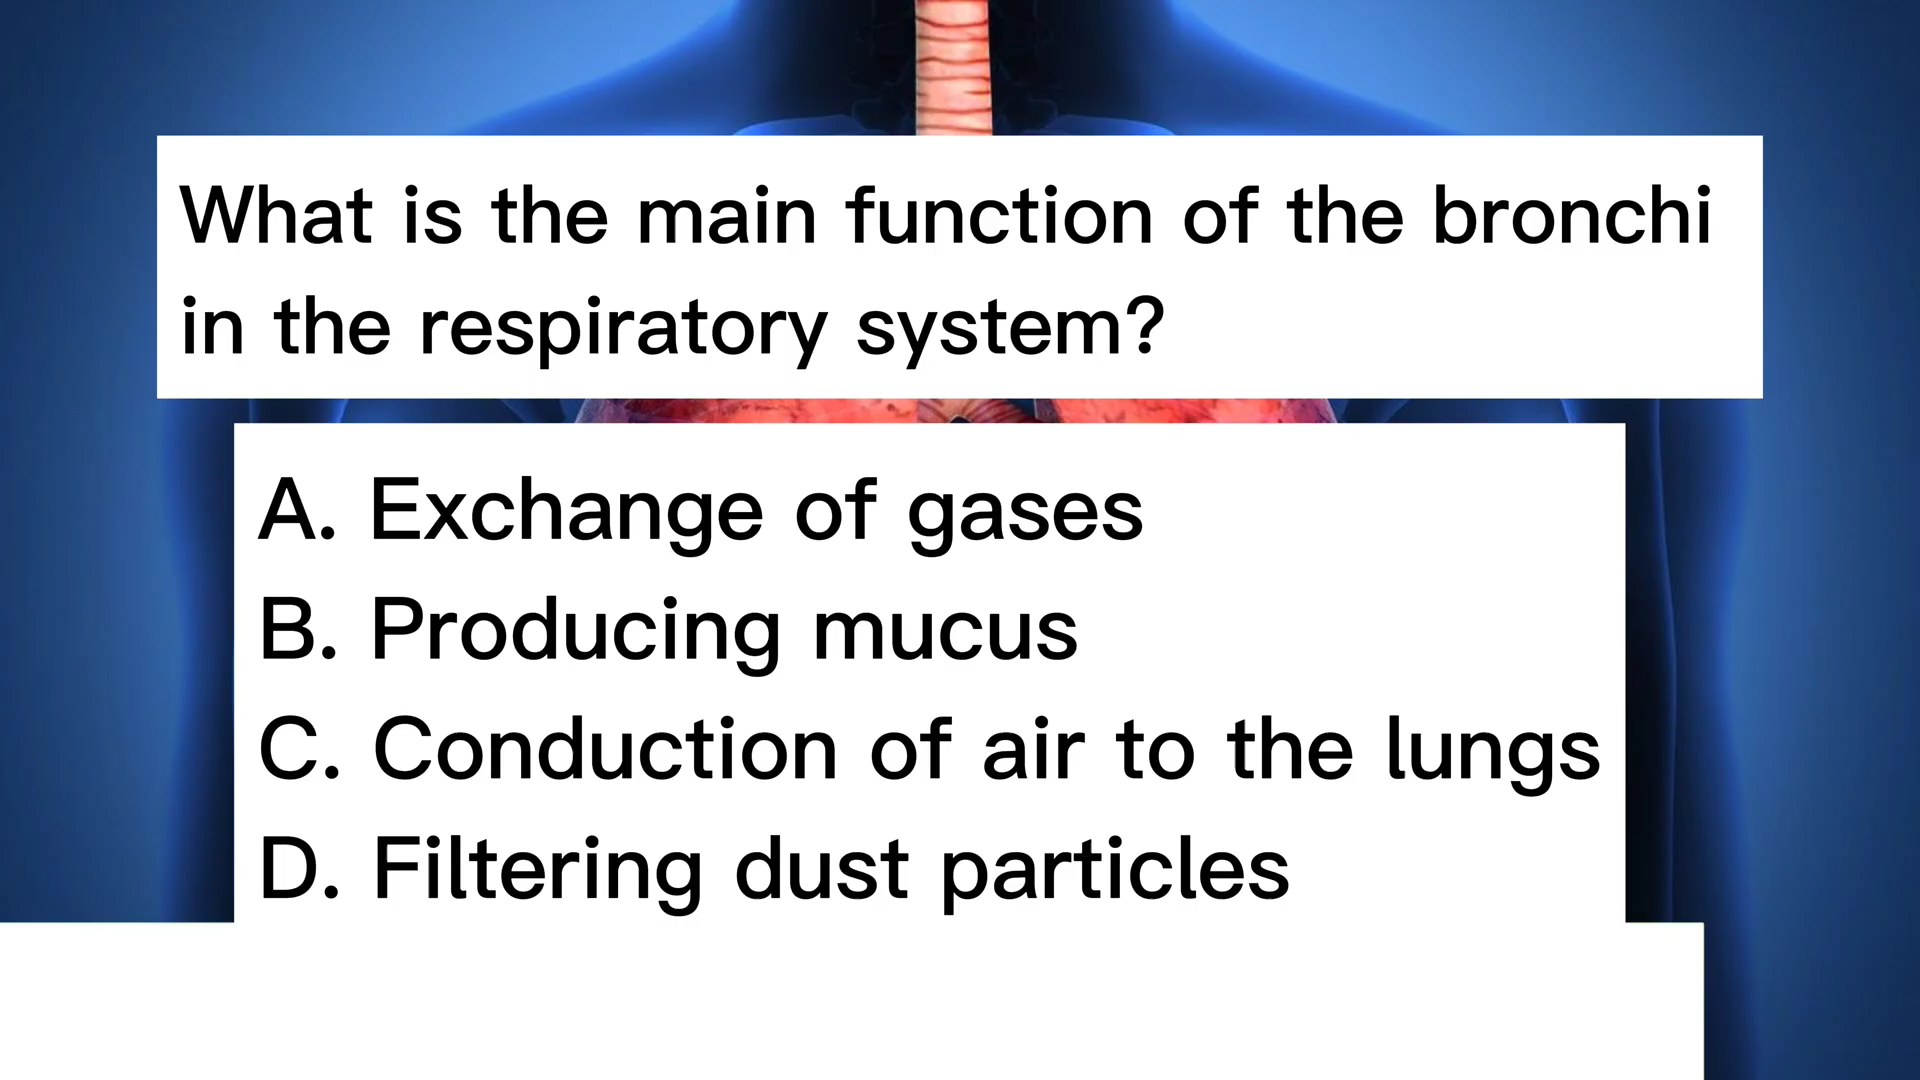 What is the main function of the bronchi
in the respiratory system?
A. Exchange of gases
B. Producing mucus
C. Conduction of air to the lungs
D. Filtering dust particles